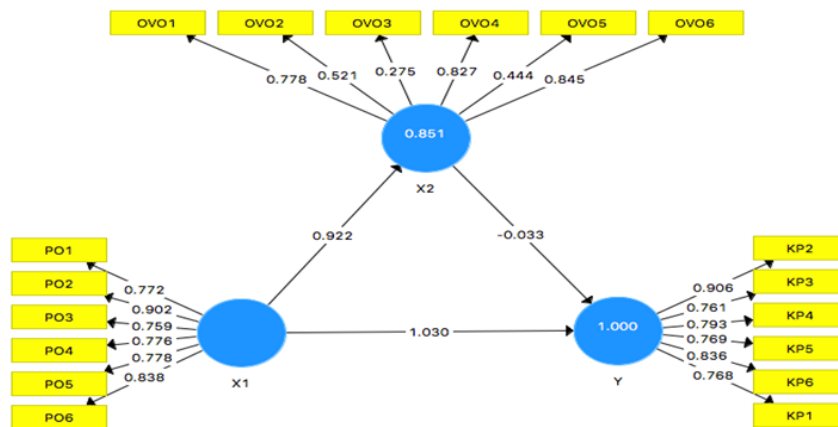 OVO1 OVO2 OVO3 OVO4 OVO5 OVO6
0.778 0.521 0.275 0.827 0.444 0.845
0.851
X2
0.922
-0.033
PO1
PO2
PO3
PO4
PO5
PO6
0.772
0.902
0.759
0.776
0.778
0.838
X1
1.030
1.000
Y
0.906
0.761
0.793
0.769
0.836
0.768
KP2
KP3
KP4
KP5
KP6
KP1